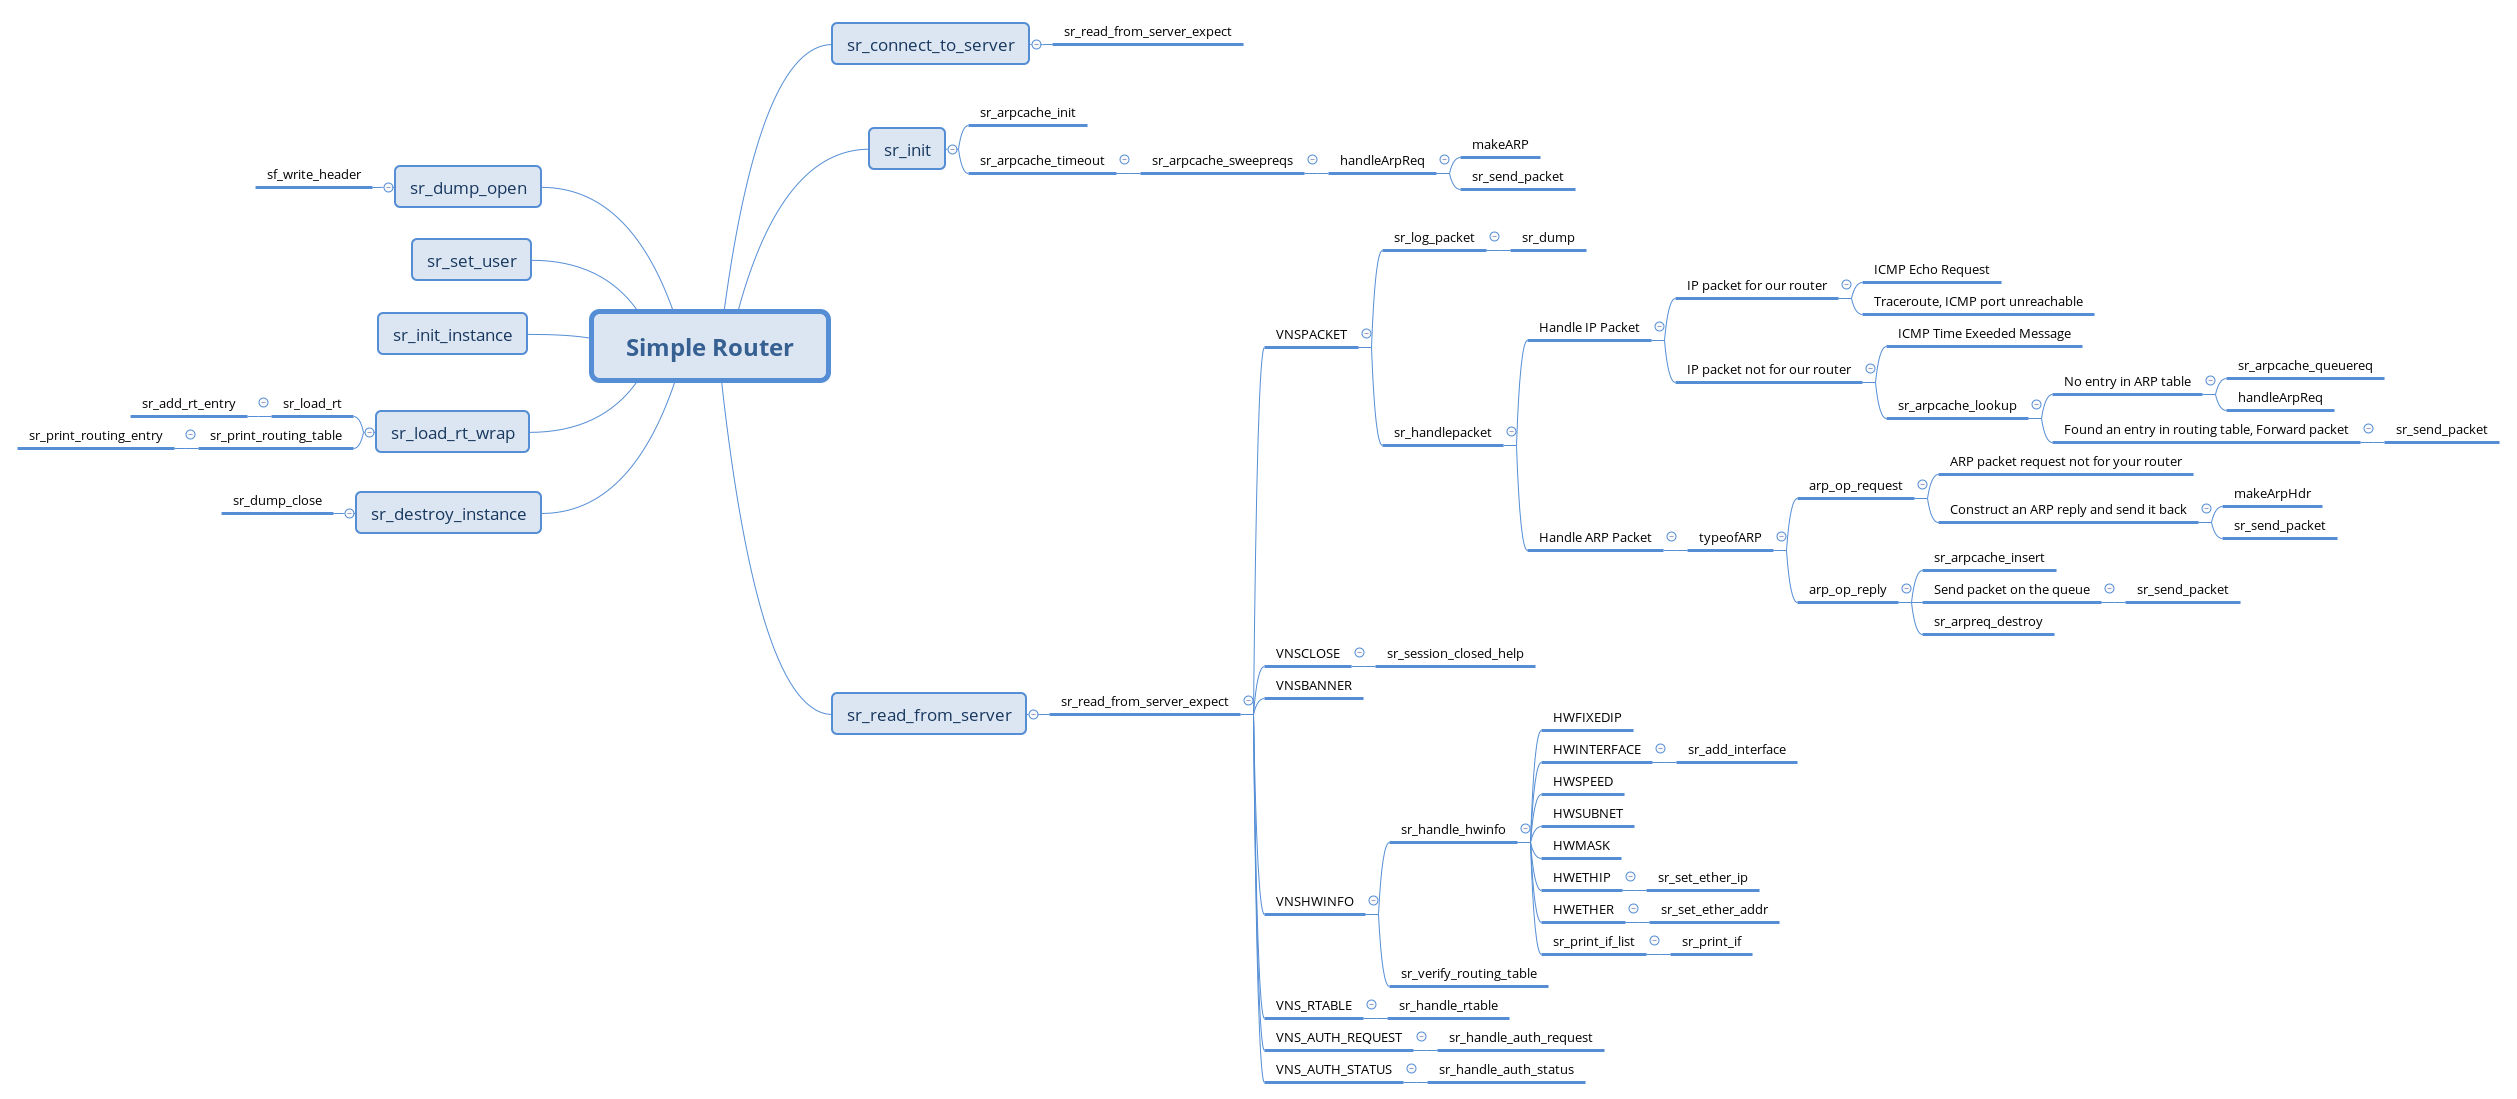 Simple Router
sr_connect_to_server
sr_read_from_server_expect
sr_init
sr_arpcache_init
sr_arpcache_timeout
sr_arpcache_sweepreqs
handleArpReq
makeARP
sr_send_packet
sr_dump_open
sf_write_header
sr_set_user
sr_init_instance
sr_load_rt_wrap
sr_load_rt
sr_add_rt_entry
sr_print_routing_table
sr_print_routing_entry
sr_destroy_instance
sr_dump_close
sr_read_from_server
sr_read_from_server_expect
VNSPACKET
sr_log_packet
sr_dump
sr_handlepacket
Handle IP Packet
IP packet for our router
ICMP Echo Request
Traceroute, ICMP port unreachable
IP packet not for our router
ICMP Time Exeeded Message
sr_arpcache_lookup
No entry in ARP table
sr_arpcache_queuereq
handleArpReq
Found an entry in routing table, Forward packet
sr_send_packet
Handle ARP Packet
typeofARP
arp_op_request
ARP packet request not for your router
Construct an ARP reply and send it back
makeArpHdr
sr_send_packet
arp_op_reply
sr_arpcache_insert
Send packet on the queue
sr_send_packet
sr_arpreq_destroy
VNSCLOSE
sr_session_closed_help
VNSBANNER
VNSHWINFO
sr_handle_hwinfo
HWFIXEDIP
HWINTERFACE
sr_add_interface
HWSPEED
HWSUBNET
HWMASK
HWETHIP
sr_set_ether_ip
HWETHER
sr_set_ether_addr
sr_print_if_list
sr_print_if
sr_verify_routing_table
VNS_RTABLE
sr_handle_rtable
VNS_AUTH_REQUEST
sr_handle_auth_request
VNS_AUTH_STATUS
sr_handle_auth_status